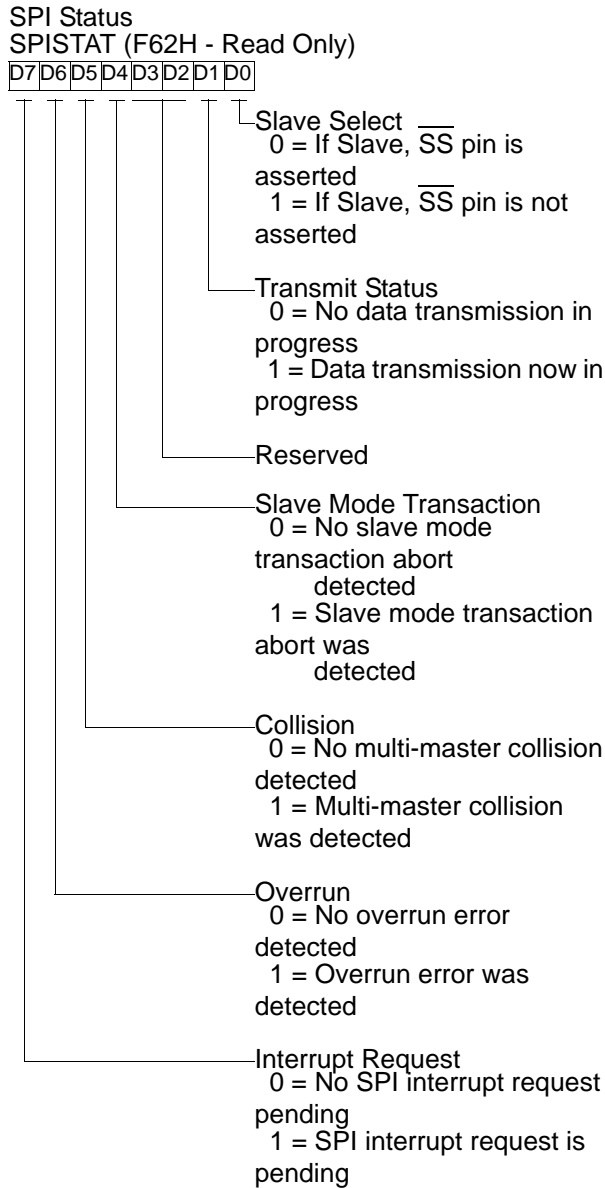 SPI Status
SPISTAT (F62H - Read Only)
D7 D6 D5 D4 D3 D2 D1 D0
Slave Select
0 = If Slave, S̅S̅ pin is
asserted
1 = If Slave, S̅S̅ pin is not
asserted
Transmit Status
0 = No data transmission in
progress
1 = Data transmission now in
progress
Reserved
Slave Mode Transaction
0 = No slave mode
transaction abort
detected
1 = Slave mode transaction
abort was
detected
Collision
0 = No multi-master collision
detected
1 = Multi-master collision
was detected
Overrun
0 = No overrun error
detected
1 = Overrun error was
detected
Interrupt Request
0 = No SPI interrupt request
pending
1 = SPI interrupt request is
pending